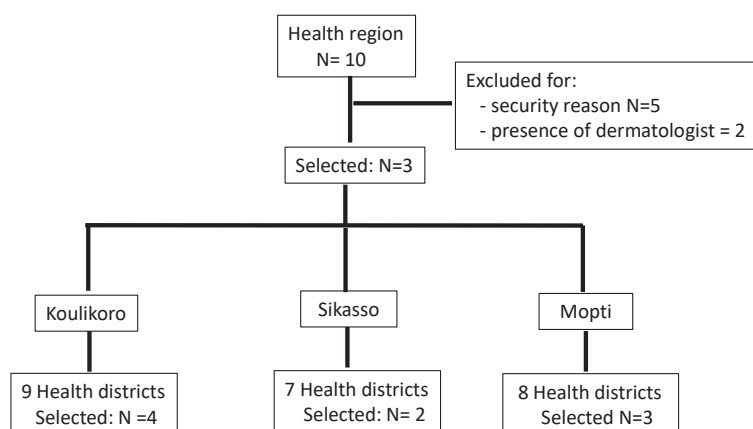 Health region
N= 10
Excluded for:
- security reason N=5
- presence of dermatologist = 2
Selected: N=3
Koulikoro
Sikasso
Mopti
9 Health districts
Selected: N =4
7 Health districts
Selected: N= 2
8 Health districts
Selected N=3